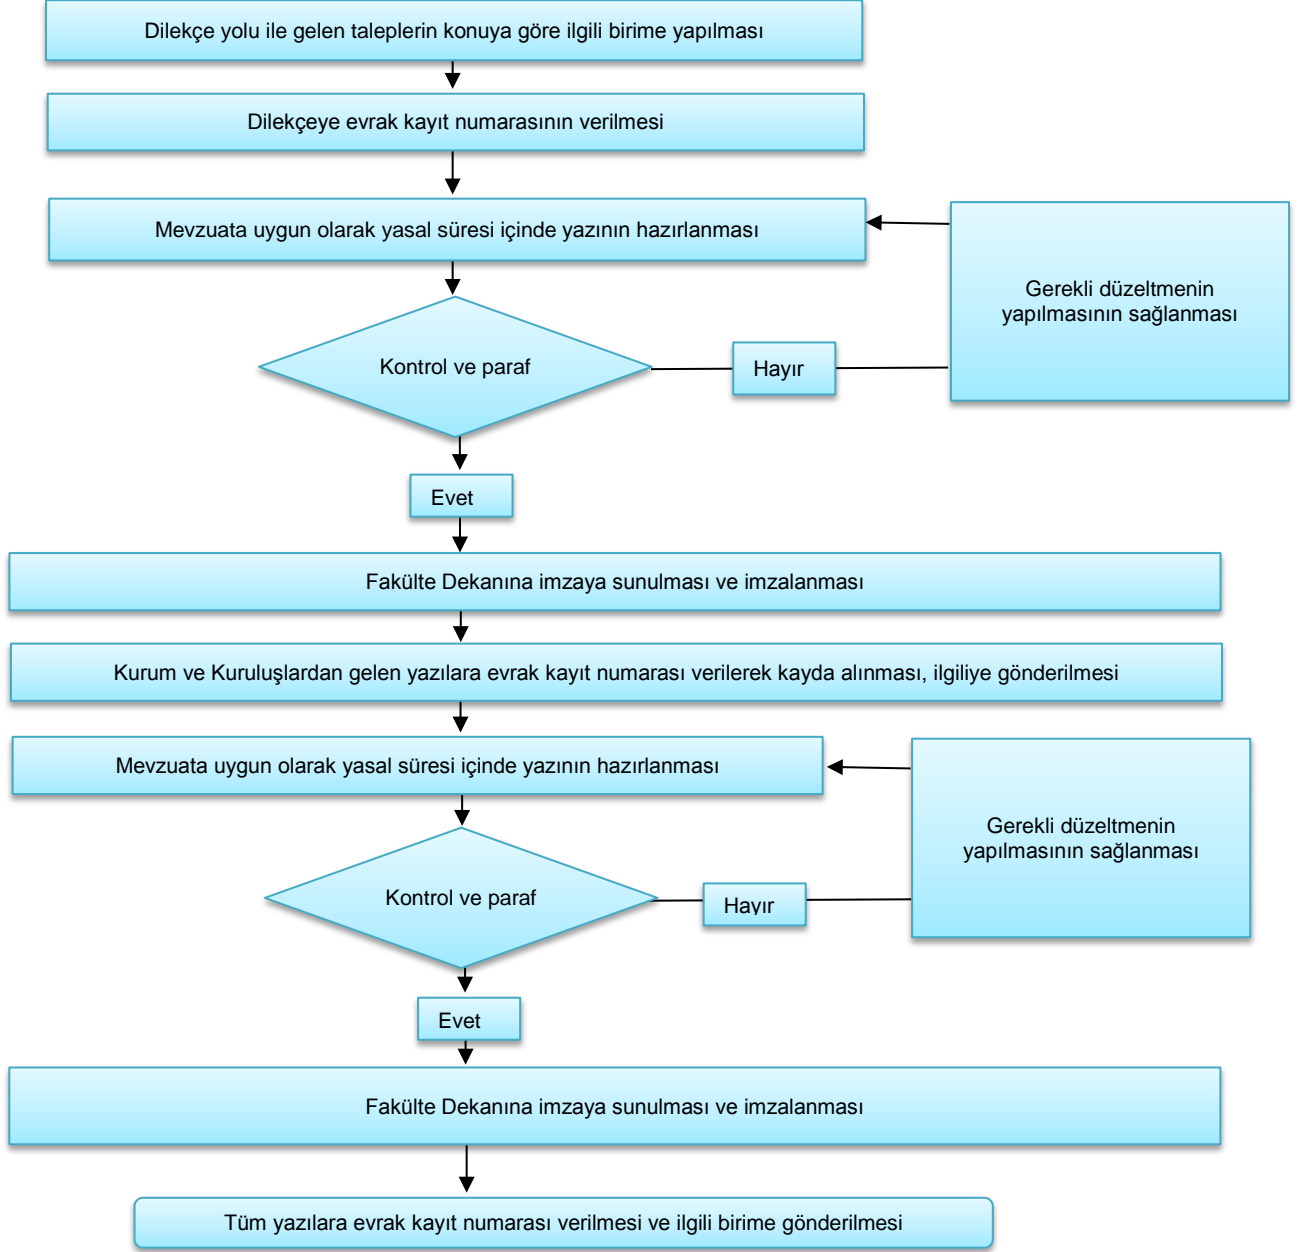 Dilekçe yolu ile gelen taleplerin konuya göre ilgili birime yapılması
Dilekçeye evrak kayıt numarasının verilmesi
Mevzuata uygun olarak yasal süresi içinde yazının hazırlanması
Gerekli düzeltmenin
yapılmasının sağlanması
Kontrol ve paraf
Hayır
Evet
Fakülte Dekanına imzaya sunulması ve imzalanması
Kurum ve Kuruluşlardan gelen yazılara evrak kayıt numarası verilerek kayda alınması, ilgiliye gönderilmesi
Mevzuata uygun olarak yasal süresi içinde yazının hazırlanması
Gerekli düzeltmenin
yapılmasının sağlanması
Kontrol ve paraf
Hayır
Evet
Fakülte Dekanına imzaya sunulması ve imzalanması
Tüm yazılara evrak kayıt numarası verilmesi ve ilgili birime gönderilmesi